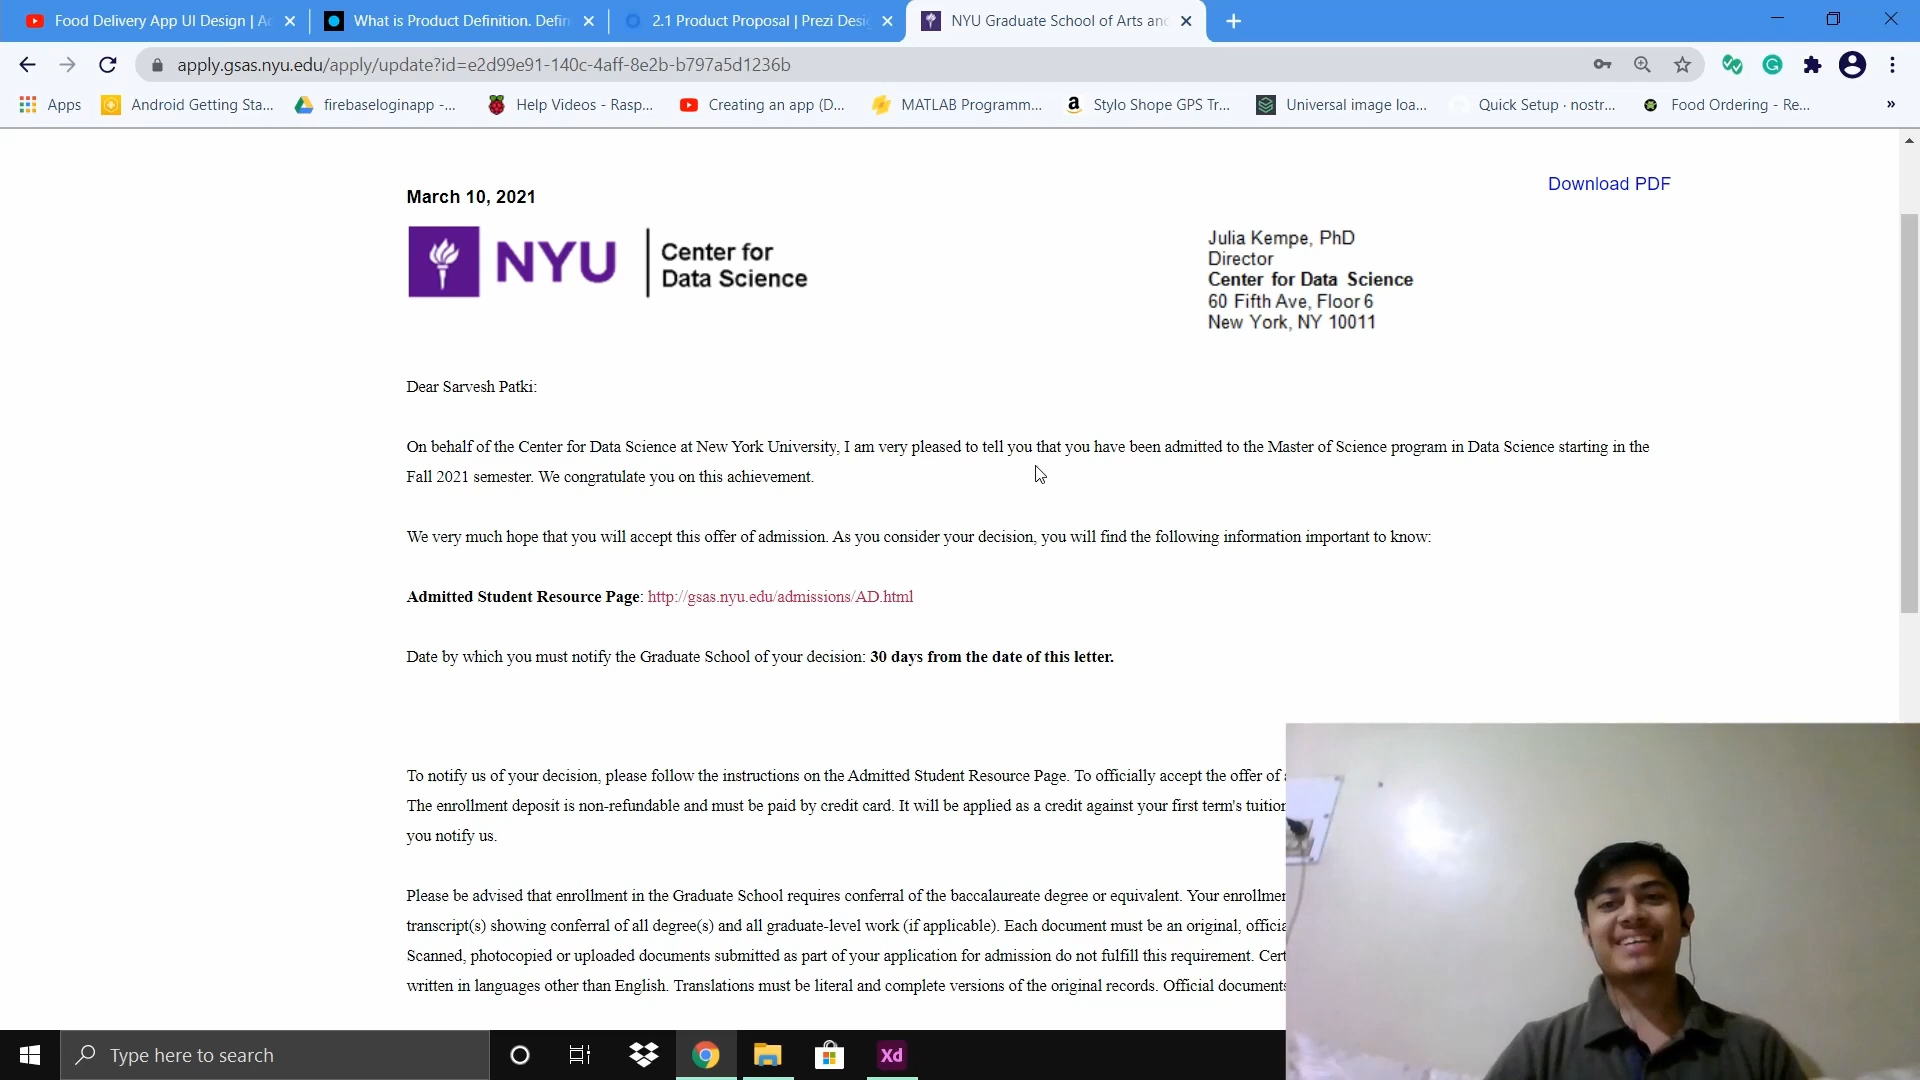 Food Delivery App UI Design | Ad
What is Product Definition. Defin
2.1 Product Proposal | Prezi Desig
NYU Graduate School of Arts and
apply.gsas.nyu.edu/apply/update?id=e2d99e91-140c-4aff-8e2b-b797a5d1236b
Apps
Android Getting Sta...
firebaseloginapp -...
Help Videos - Rasp...
Creating an app (D...
MATLAB Programm...
Stylo Shope GPS Tr...
Universal image loa...
Quick Setup · nostr...
Food Ordering - Re...
»
Download PDF
March 10, 2021
NYU
Center for
Data Science
Julia Kempe, PhD
Director
Center for Data Science
60 Fifth Ave, Floor 6
New York, NY 10011
Dear Sarvesh Patki:
On behalf of the Center for Data Science at New York University, I am very pleased to tell you that you have been admitted to the Master of Science program in Data Science starting in the
Fall 2021 semester. We congratulate you on this achievement.
We very much hope that you will accept this offer of admission. As you consider your decision, you will find the following information important to know:
Admitted Student Resource Page: http://gsas.nyu.edu/admissions/AD.html
Date by which you must notify the Graduate School of your decision: 30 days from the date of this letter.
To notify us of your decision, please follow the instructions on the Admitted Student Resource Page. To officially accept the offer of
The enrollment deposit is non-refundable and must be paid by credit card. It will be applied as a credit against your first term's tuition
you notify us.
Please be advised that enrollment in the Graduate School requires conferral of the baccalaureate degree or equivalent. Your enrollmen
transcript(s) showing conferral of all degree(s) and all graduate-level work (if applicable). Each document must be an original, officia
Scanned, photocopied or uploaded documents submitted as part of your application for admission do not fulfill this requirement. Cert
written in languages other than English. Translations must be literal and complete versions of the original records. Official documents
Type here to search
Xd